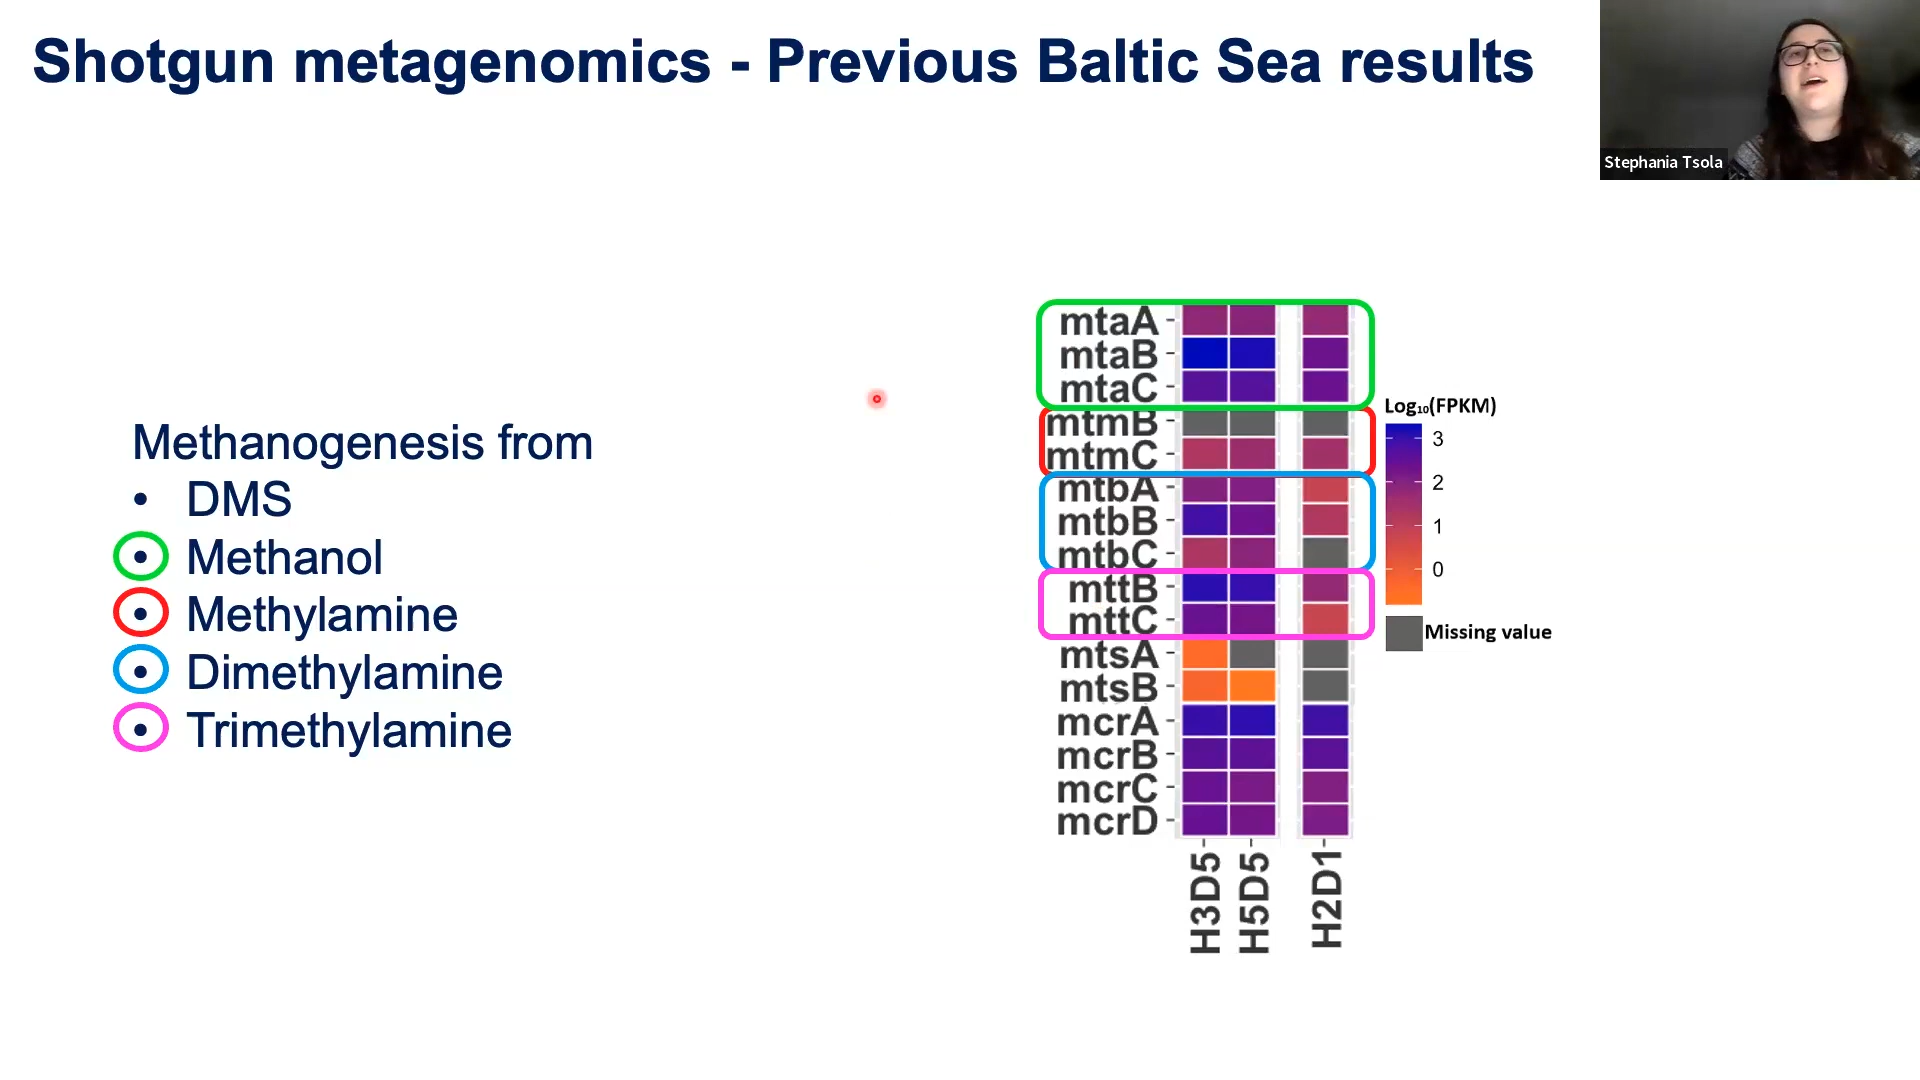 Shotgun metagenomics - Previous Baltic Sea results
Stephania Tsola
Methanogenesis from
• DMS
• Methanol
• Methylamine
• Dimethylamine
• Trimethylamine
mtaA
mtaB
mtaC
mtmB
mtmC
mtbA
mtbB
mtbC
mttB
mttC
mtsA
mtsB
mcrA
mcrB
mcrC
mcrD
H3D5
H5D5
H2D1
Log₁₀(FPKM)
3
2
1
0
Missing value